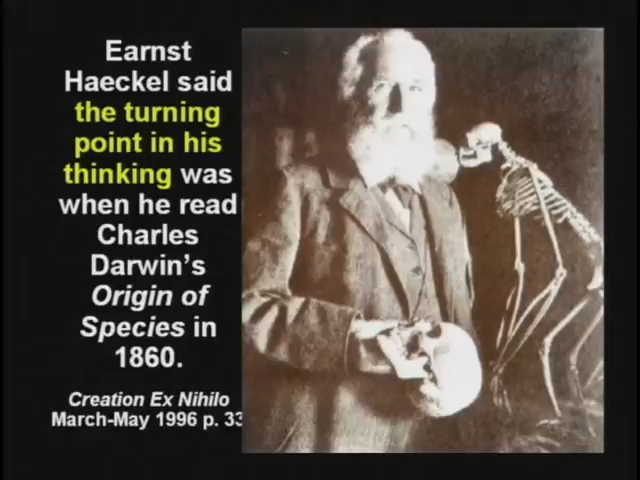 Earnst
Haeckel said
the turning
point in his
thinking was
when he read
Charles
Darwin's
Origin of
Species in
1860.
Creation Ex Nihilo
March-May 1996 p. 33